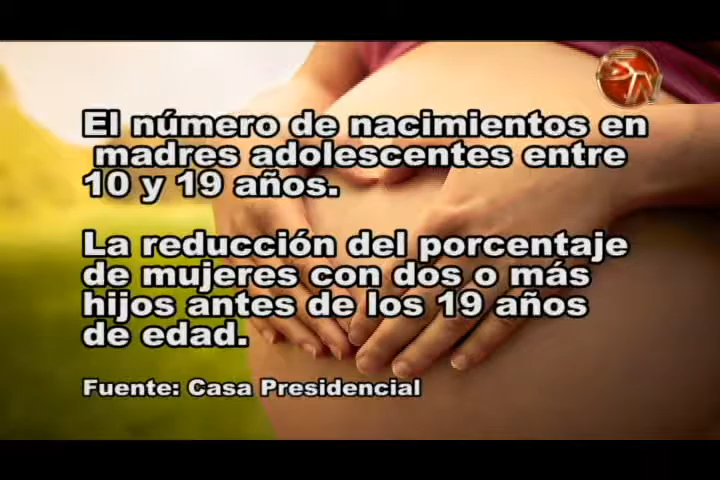 El número de nacimientos en
madres adolescentes entre
10 y 19 años.
La reducción del porcentaje
de mujeres con dos o más
hijos antes de los 19 años
de edad.
Fuente: Casa Presidencial